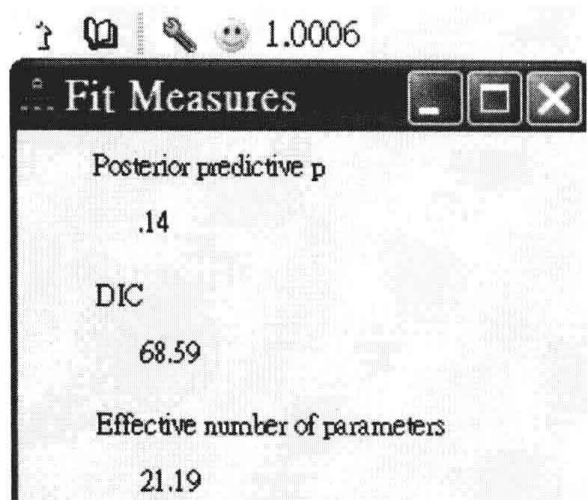 1.0006
Fit Measures
Posterior predictive p
.14
DIC
68.59
Effective number of parameters
21.19